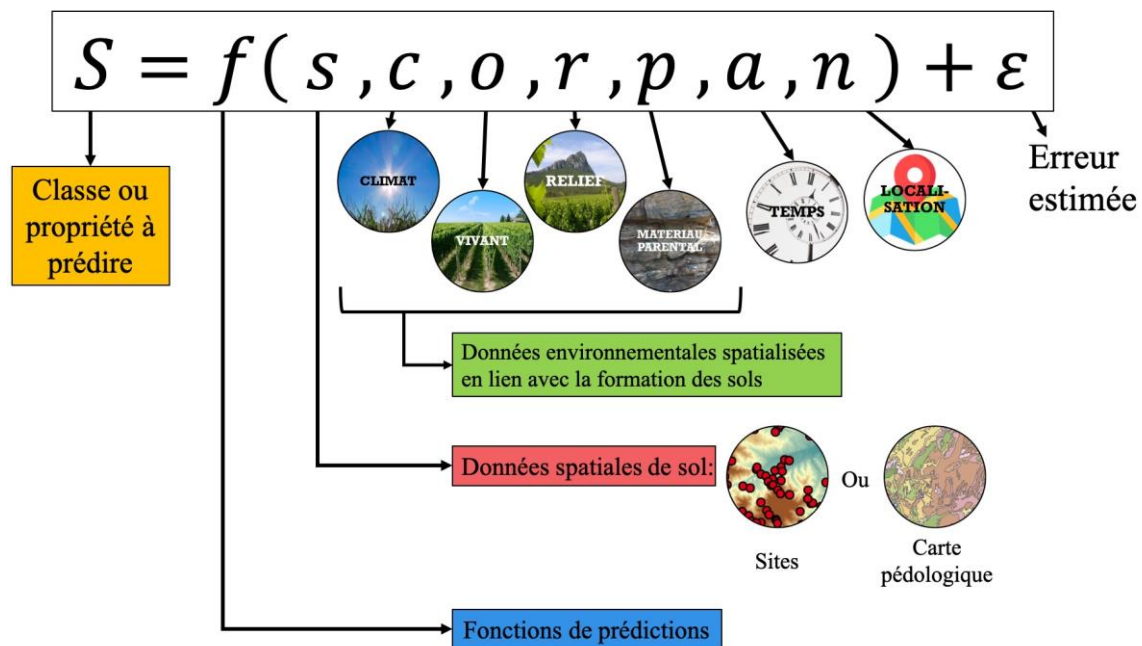 S = f( s , c , o , r , p , a , n ) + ε
Classe ou
propriété à
prédire
CLIMAT
VIVANT
RELIEF
MATERIAU
PARENTAL
TEMPS
LOCALI-
SATION
Erreur
estimée
Données environnementales spatialisées
en lien avec la formation des sols
Données spatiales de sol:
Ou
Sites
Carte
pédologique
Fonctions de prédictions